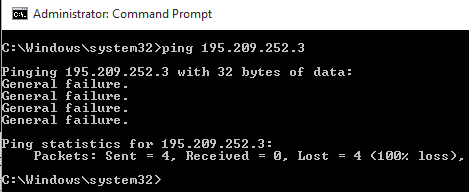 Administrator: Command Prompt
C:\Windows\system32>ping 195.209.252.3
Pinging 195.209.252.3 with 32 bytes of data:
General failure.
General failure.
General failure.
General failure.
Ping statistics for 195.209.252.3:
    Packets: Sent = 4, Received = 0, Lost = 4 (100% loss),
C:\Windows\system32>